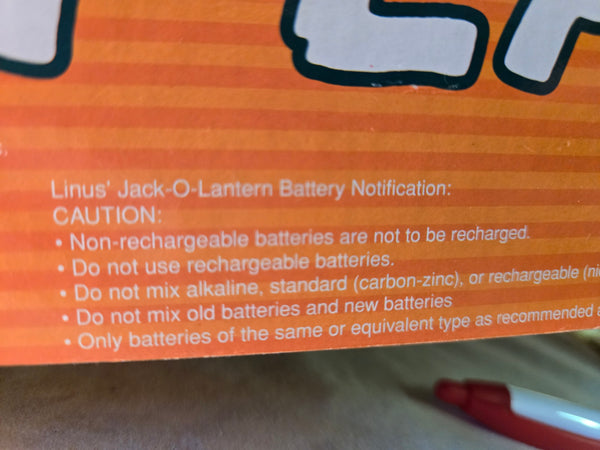 Linus' Jack-O-Lantern Battery Notification:
CAUTION:
• Non-rechargeable batteries are not to be recharged.
• Do not use rechargeable batteries.
• Do not mix alkaline, standard (carbon-zinc), or rechargeable
• Do not mix old batteries and new batteries
• Only batteries of the same or equivalent type as recommended